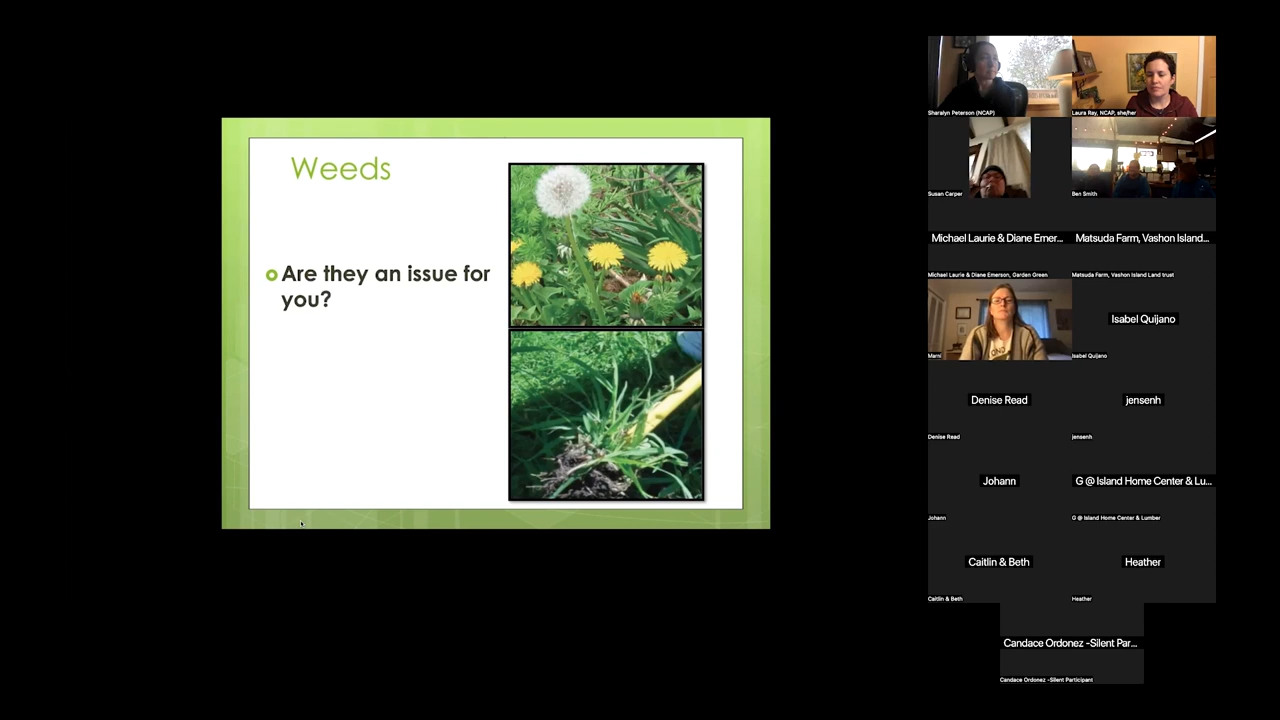 Weeds
Are they an issue for
you?
Sharalyn Peterson (NCAP)
Laura Ray, NCAP, she/her
Susan Carper
Ben Smith
Michael Laurie & Diane Emer...
Michael Laurie & Diane Emerson, Garden Green
Matsuda Farm, Vashon Island...
Matsuda Farm, Vashon Island Land trust
Marni
Isabel Quijano
Isabel Quijano
Denise Read
Denise Read
jensenh
jensenh
Johann
Johann
G @ Island Home Center & Lu...
G @ Island Home Center & Lumber
Caitlin & Beth
Caitlin & Beth
Heather
Heather
Candace Ordonez -Silent Par...
Candace Ordonez -Silent Participant